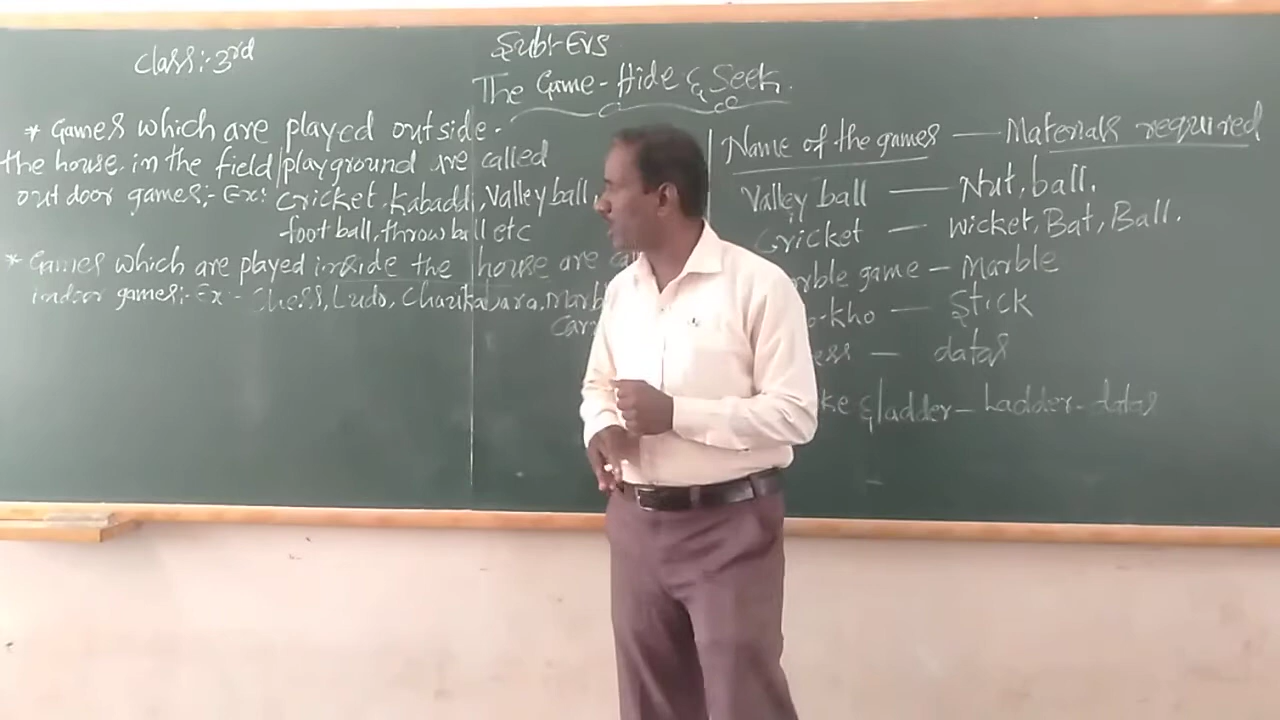 Class:- 3rd
Sub:- EVS
The Game - Hide & Seek.
* Games which are played outside.
the house, in the field/playground are called
outdoor games:- Ex: Cricket, Kabaddi, Valley ball,
foot ball, throw ball etc
* Games which are played inside the house are
indoor games:- Ex:- Chess, Ludo,
Name of the games — Materials required
Valley ball — Nut, ball.
Cricket — wicket, Bat, Ball.
game - Marble
kho — Stick
— datas
& ladder - Ladder - datas